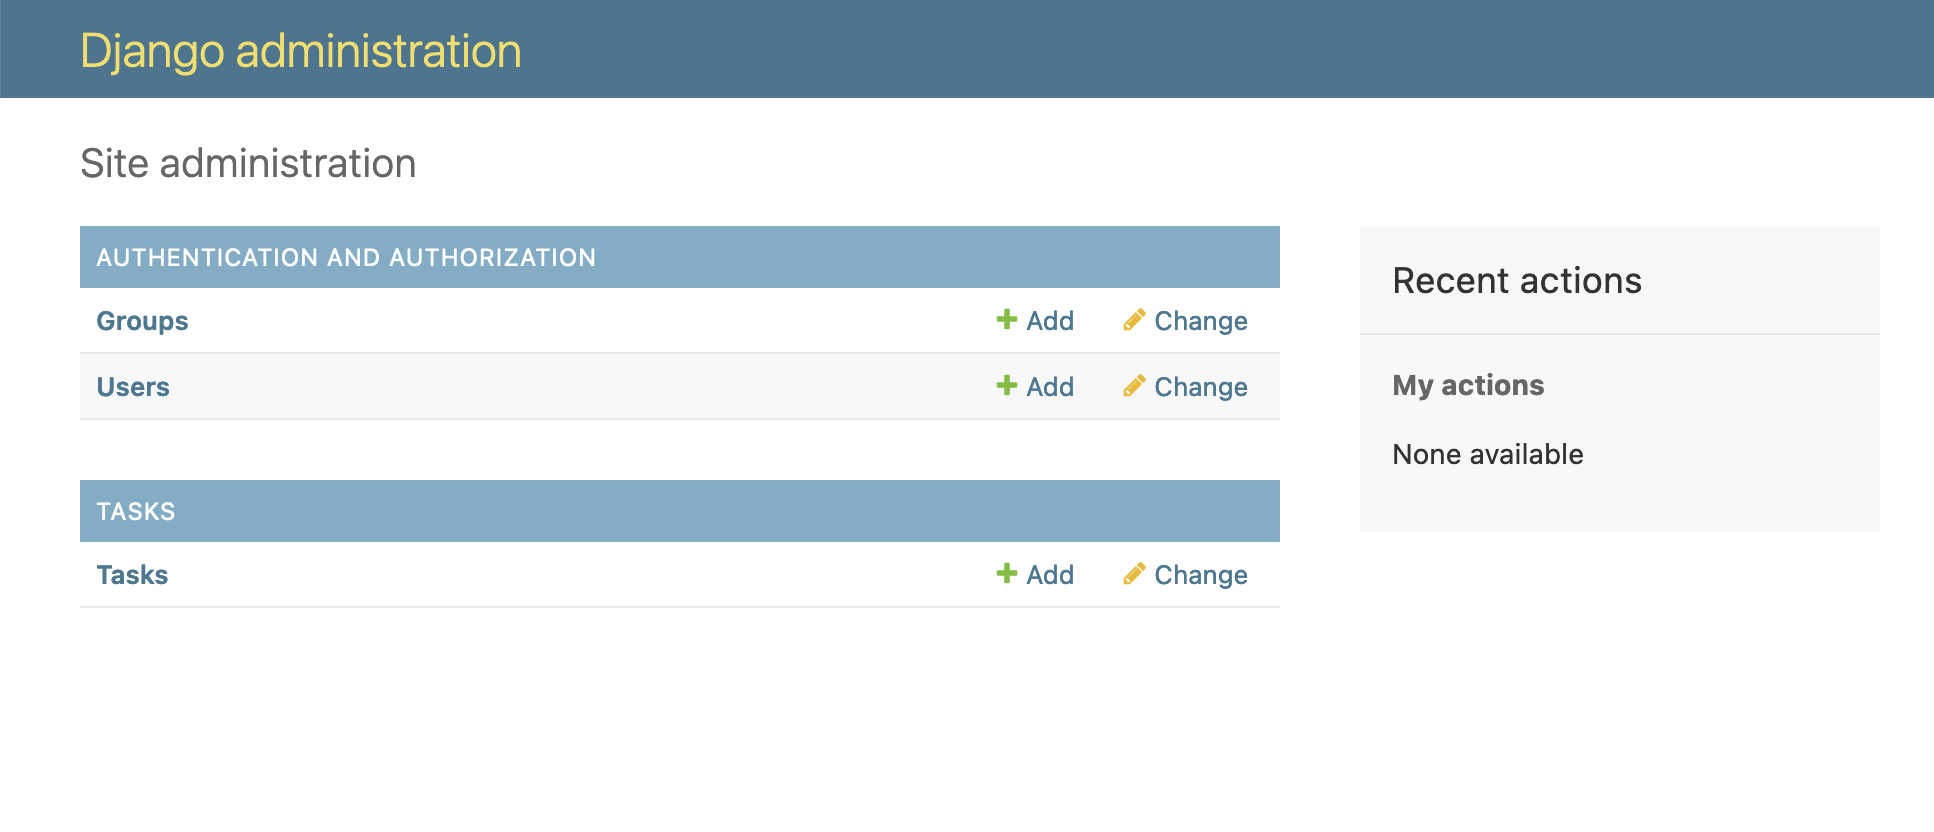 Django administration
Site administration
AUTHENTICATION AND AUTHORIZATION
Groups Add Change
Users Add Change
TASKS
Tasks Add Change
Recent actions
My actions
None available